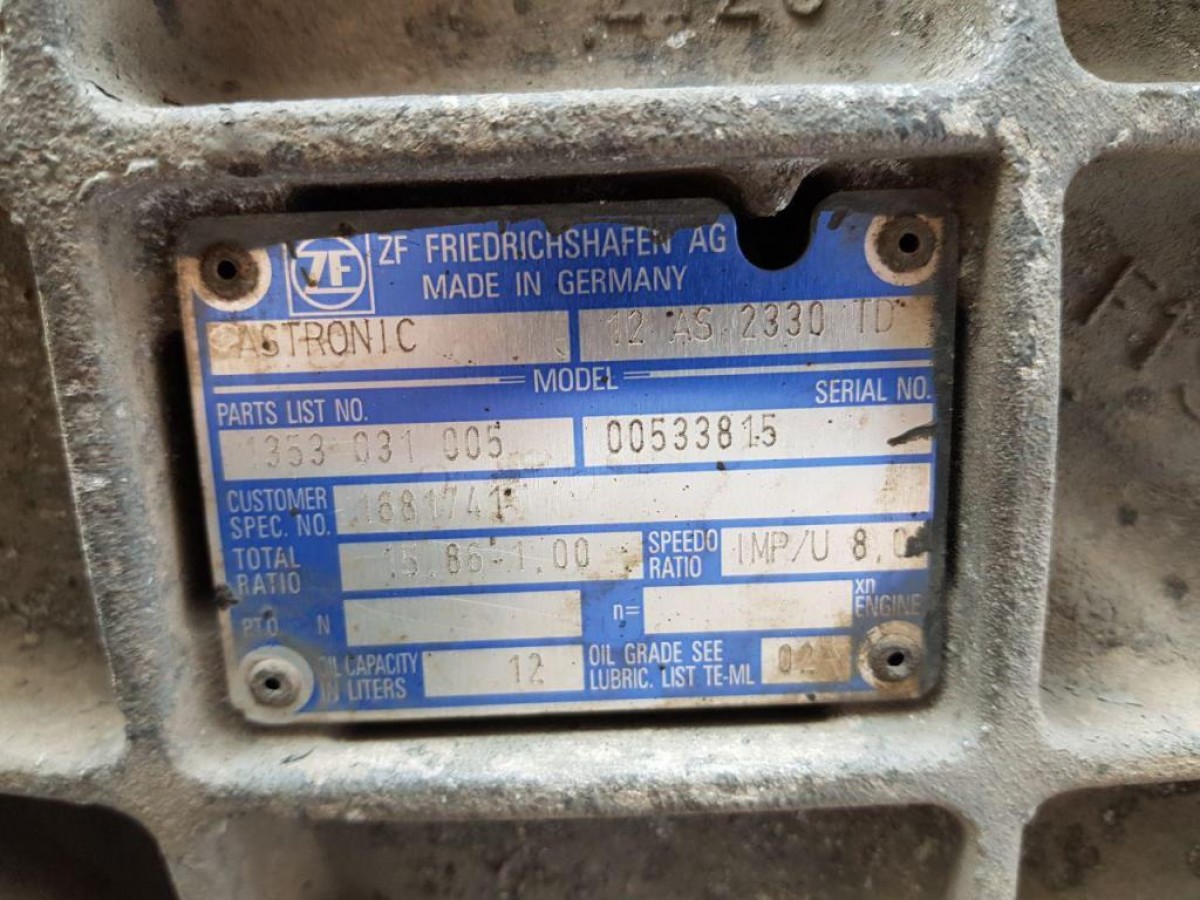 ZF
ZF FRIEDRICHSHAFEN AG
MADE IN GERMANY
ASTRONIC
12 AS 2330 TD
MODEL
PARTS LIST NO.
SERIAL NO.
1353 031 005
00533815
CUSTOMER
SPEC. NO.
1681741
TOTAL
RATIO
15.86-1.00
SPEEDO
RATIO
IMP/U 8,0
PTO N
n=
xn
ENGINE
OIL CAPACITY
IN LITERS
12
OIL GRADE SEE
LUBRIC. LIST TE-ML
02